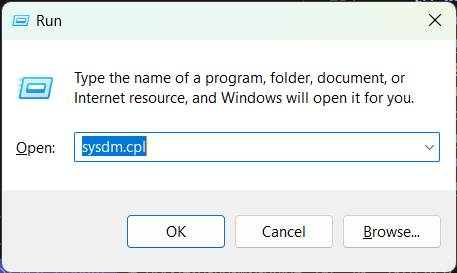 Run
Type the name of a program, folder, document, or
Internet resource, and Windows will open it for you.
Open: sysdm.cpl
OK Cancel Browse...